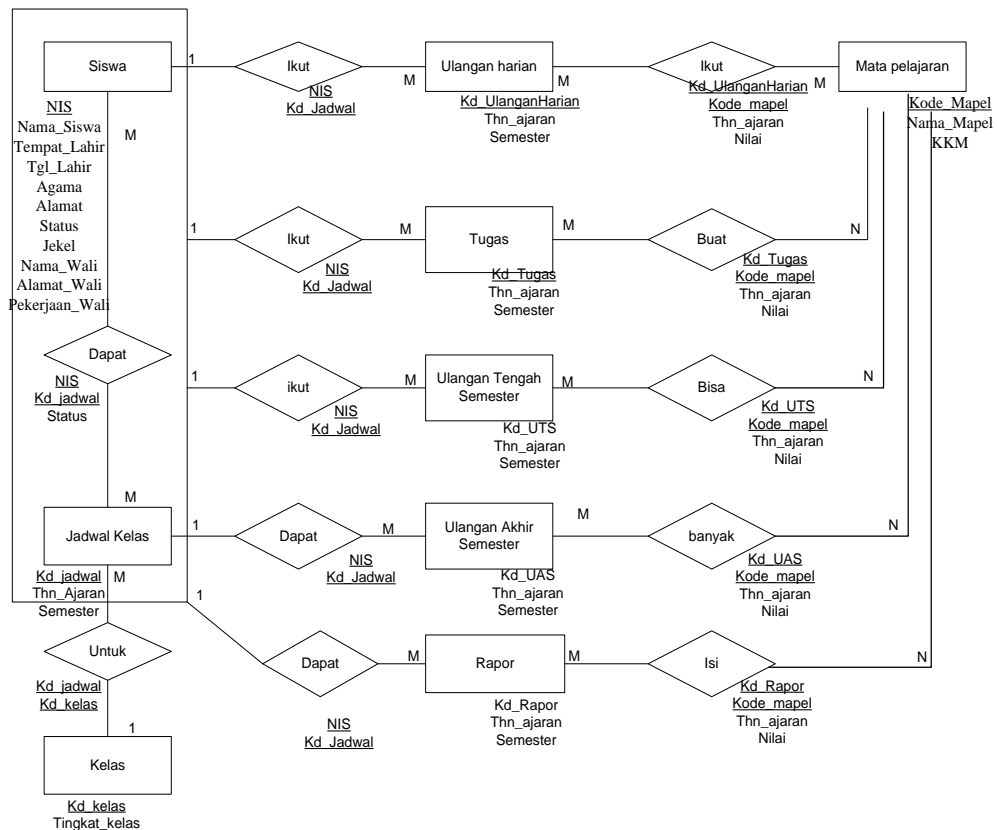 Siswa
1
Ikut
M
Ulangan harian
M
Ikut
M
Mata pelajaran
NIS
Nama_Siswa
Tempat_Lahir
Tgl_Lahir
Agama
Alamat
Status
Jekel
Nama_Wali
Alamat_Wali
Pekerjaan_Wali
M
NIS
Kd_Jadwal
Kd_UlanganHarian
Thn_ajaran
Semester
Kd_UlanganHarian
Kode_mapel
Thn_ajaran
Nilai
Kode_Mapel
Nama_Mapel
KKM
1
Ikut
M
Tugas
M
Buat
N
NIS
Kd_Jadwal
Kd_Tugas
Thn_ajaran
Semester
Kd_Tugas
Kode_mapel
Thn_ajaran
Nilai
Dapat
NIS
Kd_jadwal
Status
M
1
ikut
M
Ulangan Tengah
Semester
M
Bisa
N
NIS
Kd_Jadwal
Kd_UTS
Thn_ajaran
Semester
Kd_UTS
Kode_mapel
Thn_ajaran
Nilai
Jadwal Kelas
1
Dapat
M
Ulangan Akhir
Semester
M
banyak
N
Kd_jadwal
Thn_Ajaran
Semester
M
NIS
Kd_Jadwal
Kd_UAS
Thn_ajaran
Semester
Kd_UAS
Kode_mapel
Thn_ajaran
Nilai
1
Untuk
Dapat
M
Rapor
M
Isi
N
Kd_jadwal
Kd_kelas
1
NIS
Kd_Jadwal
Kd_Rapor
Thn_ajaran
Semester
Kd_Rapor
Kode_mapel
Thn_ajaran
Nilai
Kelas
Kd_kelas
Tingkat_kelas